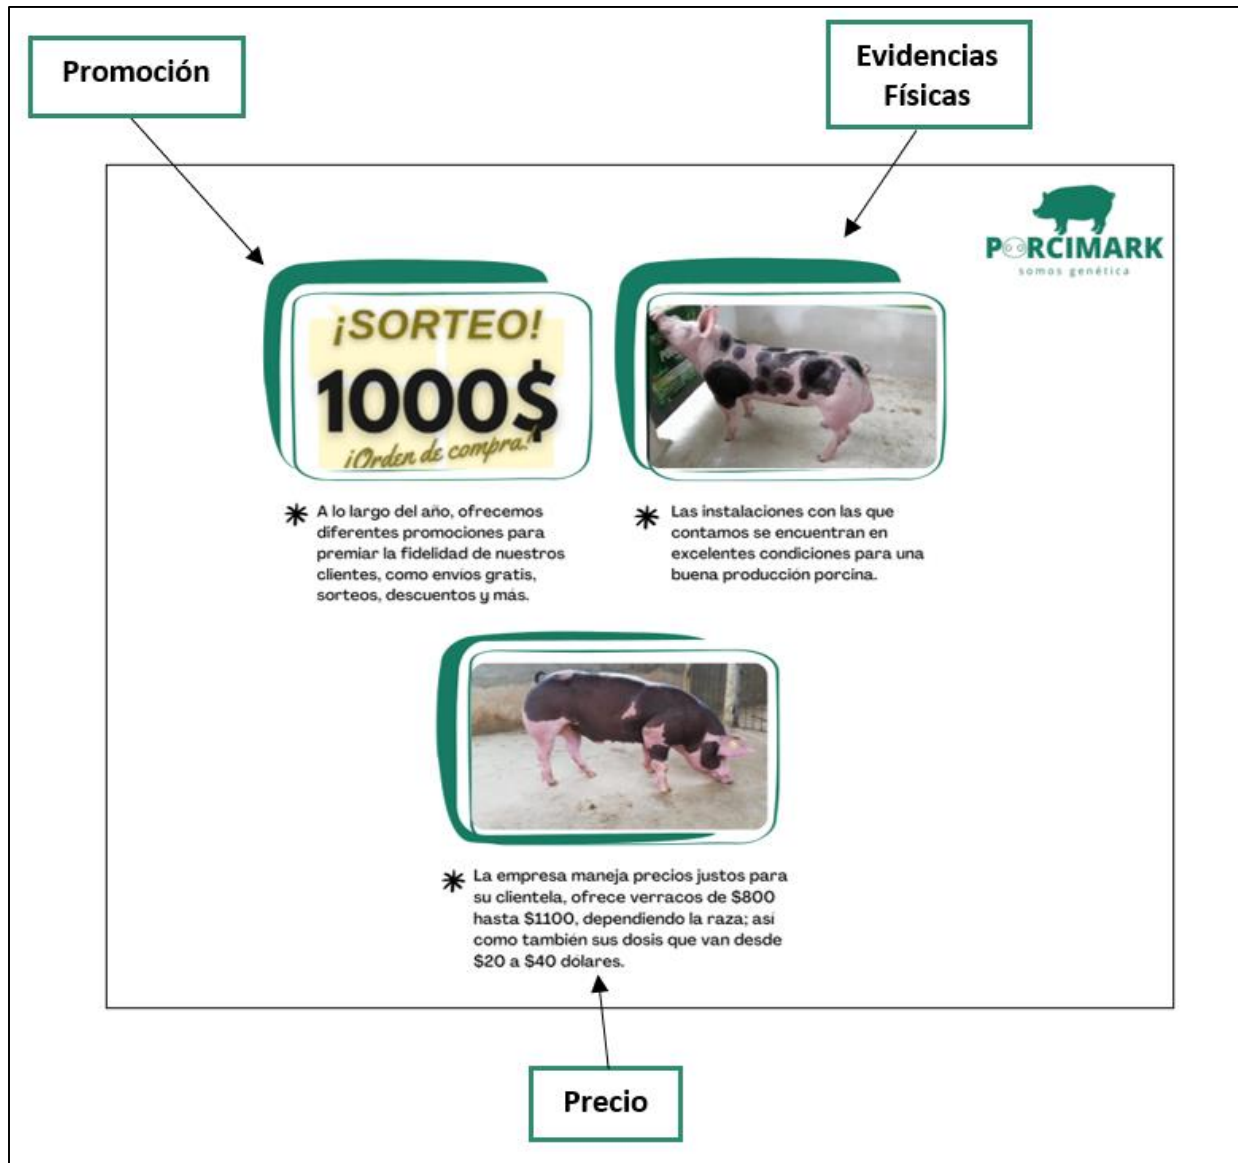 Promoción
Evidencias
Físicas
PORCIMARK
somos genética
¡SORTEO!
1000$
¡Orden de compra!
A lo largo del año, ofrecemos
diferentes promociones para
premiar la fidelidad de nuestros
clientes, como envíos gratis,
sorteos, descuentos y más.
Las instalaciones con las que
contamos se encuentran en
excelentes condiciones para una
buena producción porcina.
La empresa maneja precios justos para
su clientela, ofrece verracos de $800
hasta $1100, dependiendo la raza; así
como también sus dosis que van desde
$20 a $40 dólares.
Precio